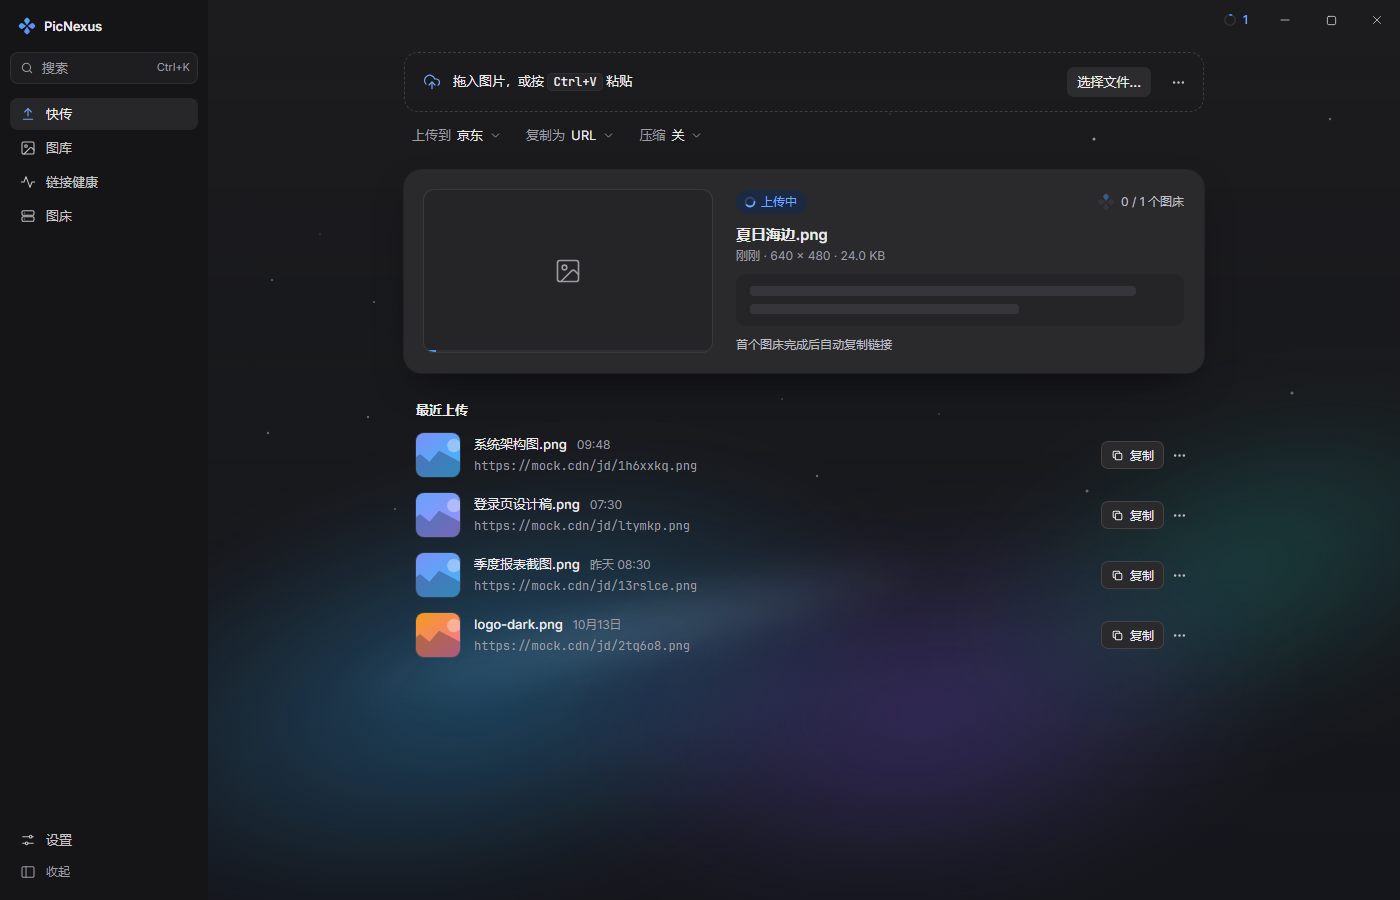 PicNexus
1
搜索 Ctrl+K
快传
图库
链接健康
图床
拖入图片，或按 Ctrl+V 粘贴
选择文件...
上传到 京东 复制为 URL 压缩 关
上传中
0 / 1 个图床
夏日海边.png
刚刚 · 640 × 480 · 24.0 KB
首个图床完成后自动复制链接
最近上传
系统架构图.png 09:48
https://mock.cdn/jd/1h6xxkq.png
复制
登录页设计稿.png 07:30
https://mock.cdn/jd/ltymkp.png
复制
季度报表截图.png 昨天 08:30
https://mock.cdn/jd/13rslce.png
复制
logo-dark.png 10月13日
https://mock.cdn/jd/2tq6o8.png
复制
设置
收起